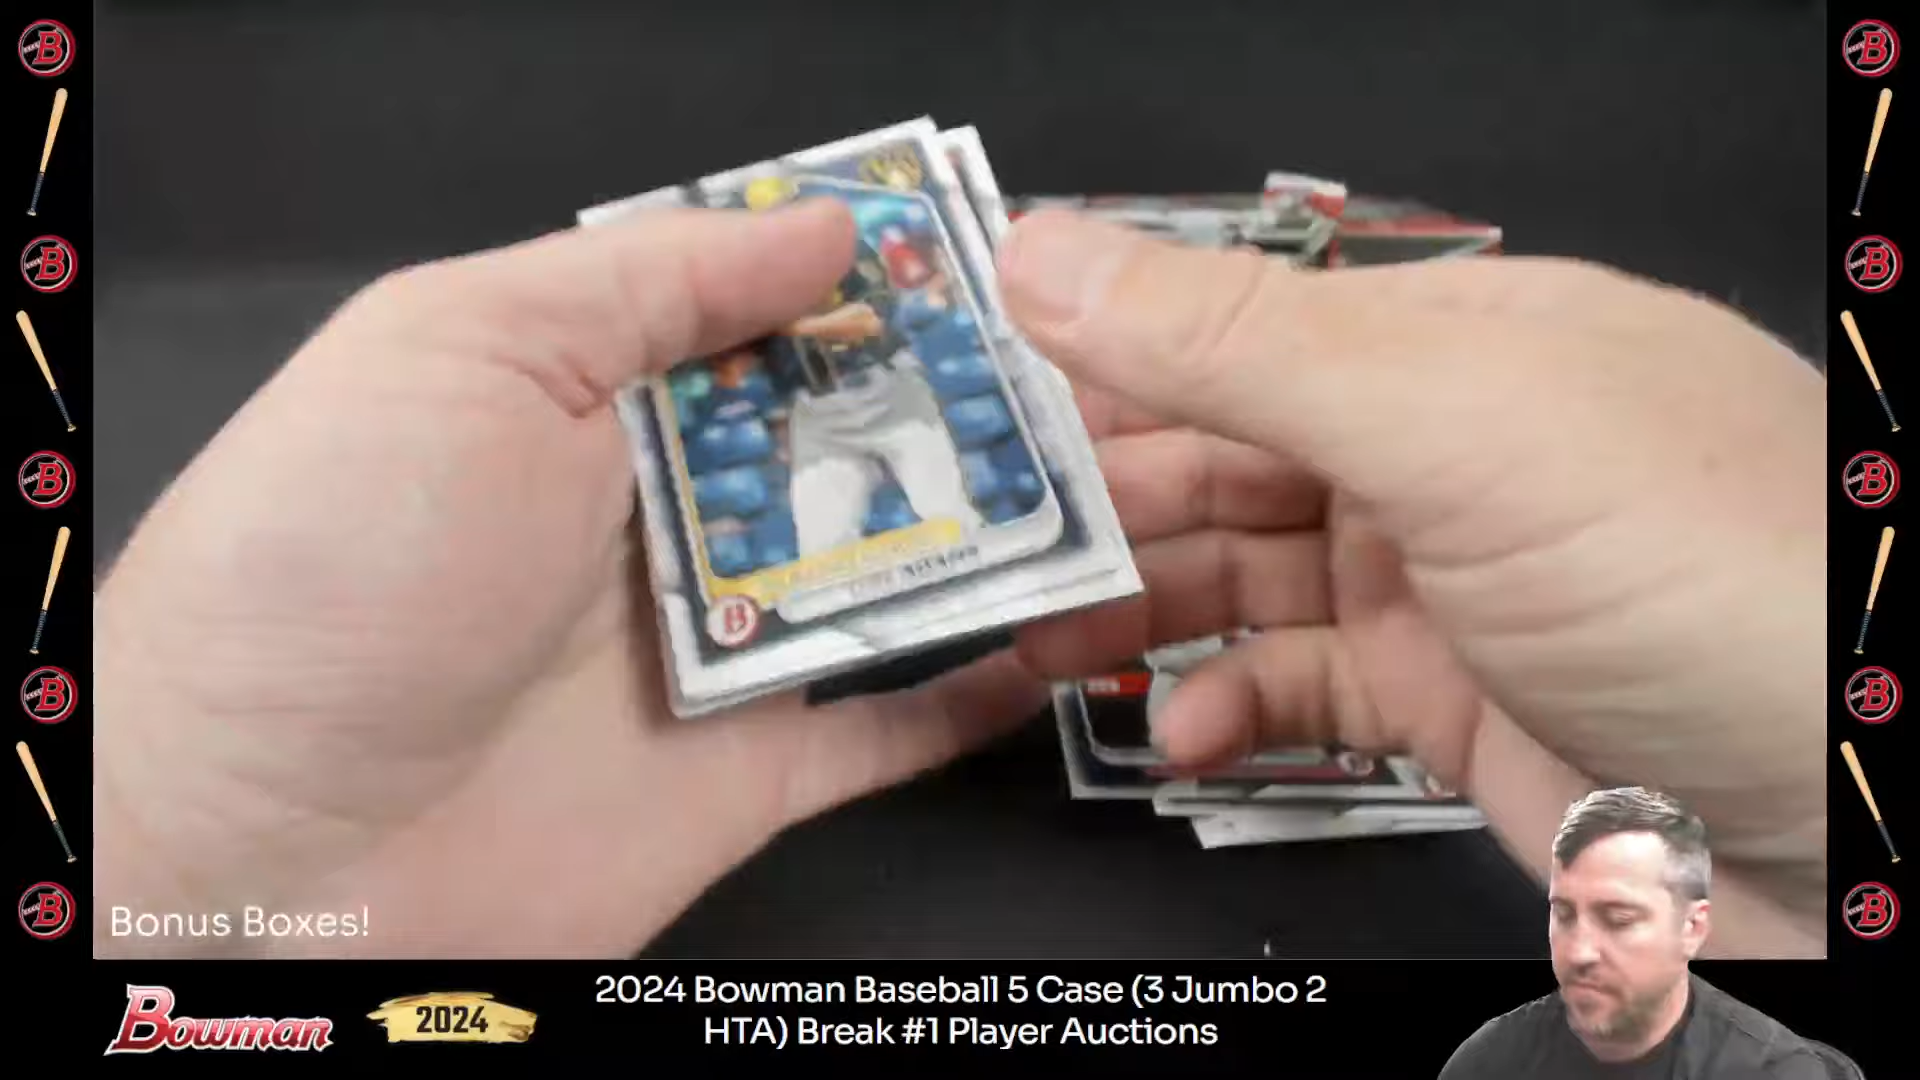 Bonus Boxes!
Bowman
2024
2024 Bowman Baseball 5 Case (3 Jumbo 2
HTA) Break #1 Player Auctions